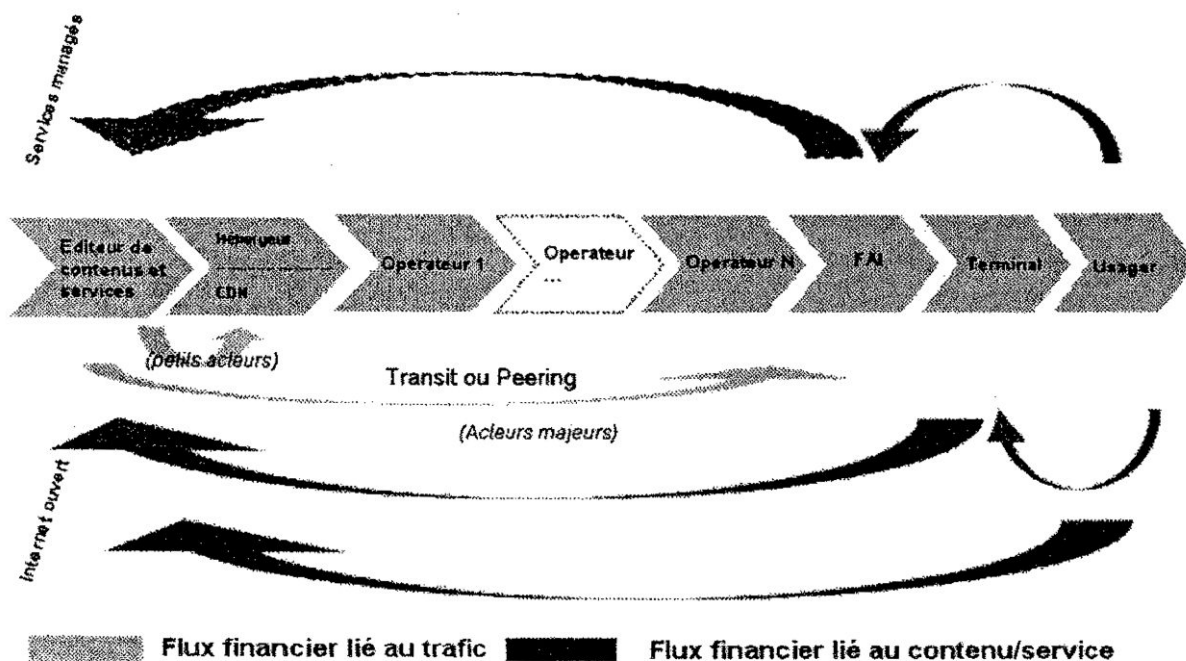 Services managés
Editeur de
contenus et
services
Hébergeur
CDN
Operateur 1
Operateur
...
Operateur N
FAI
Terminal
Usager
(petits acteurs)
Transit ou Peering
(Acteurs majeurs)
Internet ouvert
Flux financier lié au trafic
Flux financier lié au contenu/service